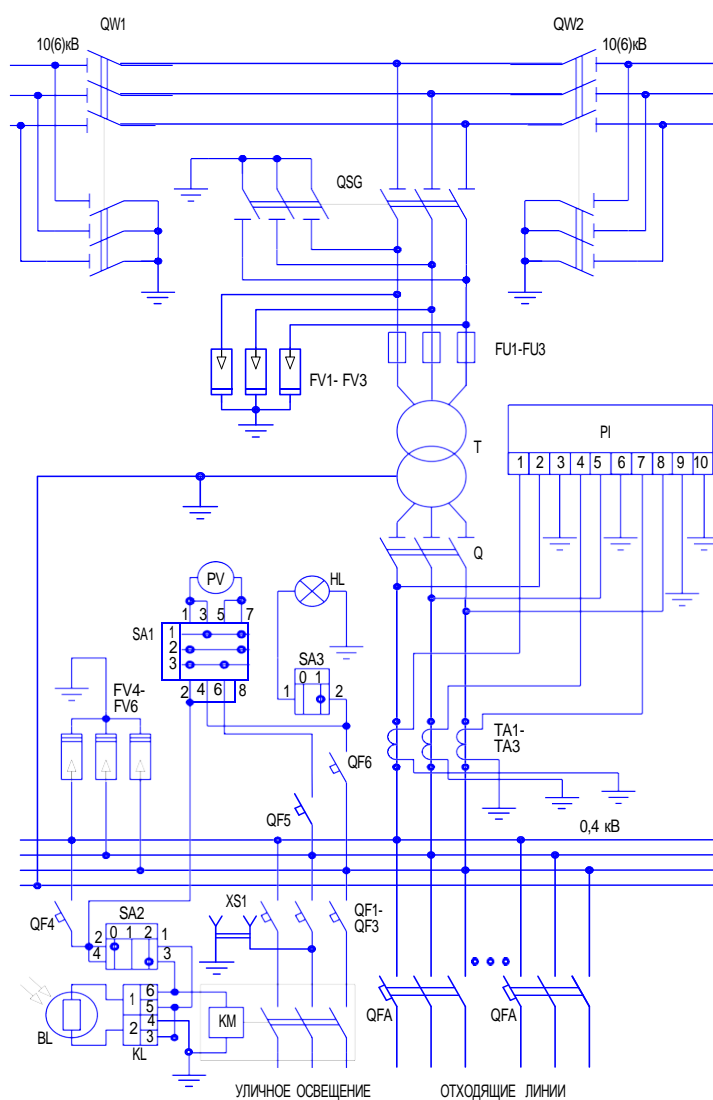 QW1
QW2
10(6)кВ
10(6)кВ
QSG
FU1-FU3
FV1- FV3
PI
T
1 2 3 4 5 6 7 8 9 10
Q
PV
HL
1 3 5 7
SA1
1
2
3
SA3
0 1
1 2
2 4 6 8
FV4-
FV6
TA1-
TA3
QF6
QF5
0,4 кВ
XS1
QF4
SA2
QF1-
QF3
2 0 1 2 1
4 3
QFA
QFA
6
1 5
4
2 3
BL
KL
KM
УЛИЧНОЕ ОСВЕЩЕНИЕ
ОТХОДЯЩИЕ ЛИНИИ